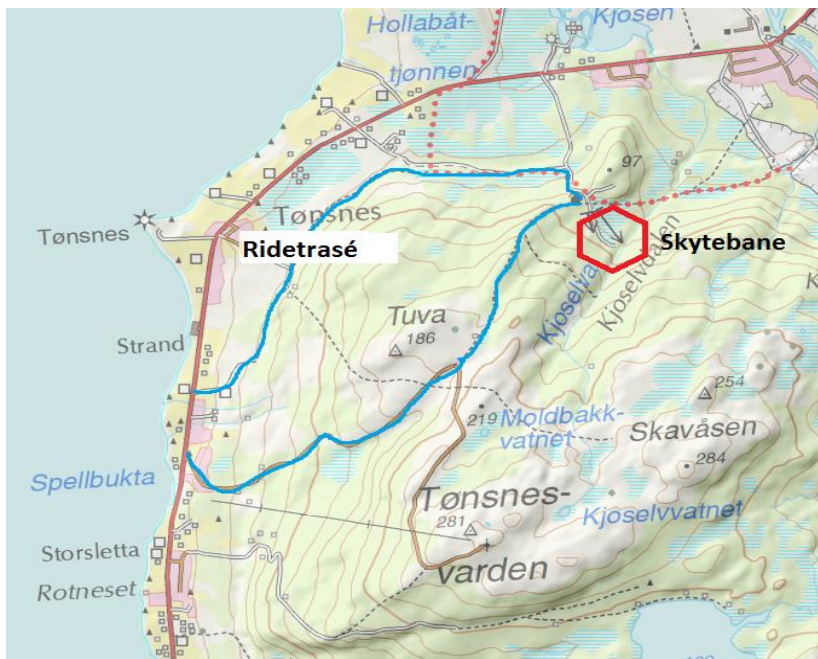 Hollabåt-
tjønnen
Kjosen
97
Tønsnes
Tønsnes
Ridetrasé
Skytebane
Kjoselva
Kjoselvdalen
Tuva
186
Strand
254
219
Moldbakk-
vatnet
Skavåsen
284
Spellbukta
Tønsnes-
varden
281
Kjoselvvatnet
Storsletta
Rotneset